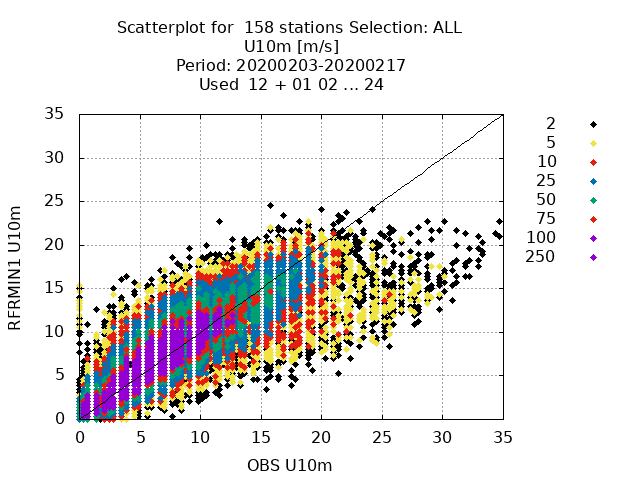 Scatterplot for  158 stations Selection: ALL
U10m [m/s]
Period: 20200203-20200217
Used  12 + 01 02 ... 24
35
30
25
20
15
10
5
0
RFRMIN1 U10m
0 5 10 15 20 25 30 35
OBS U10m
2
5
10
25
50
75
100
250